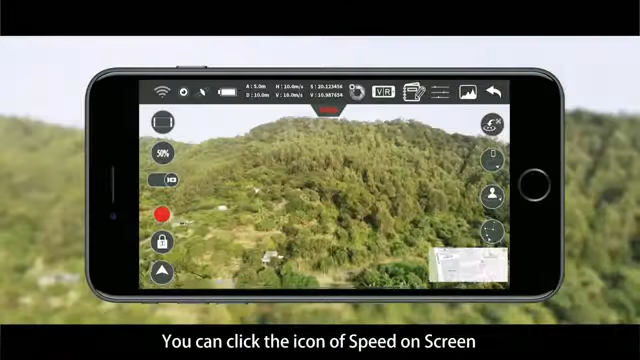 A : 5.0m H : 10.0m/s S : 20.123456
D : 10.0m V : 10.0m/s V : 10.987654
VR
50%
You can click the icon of Speed on Screen